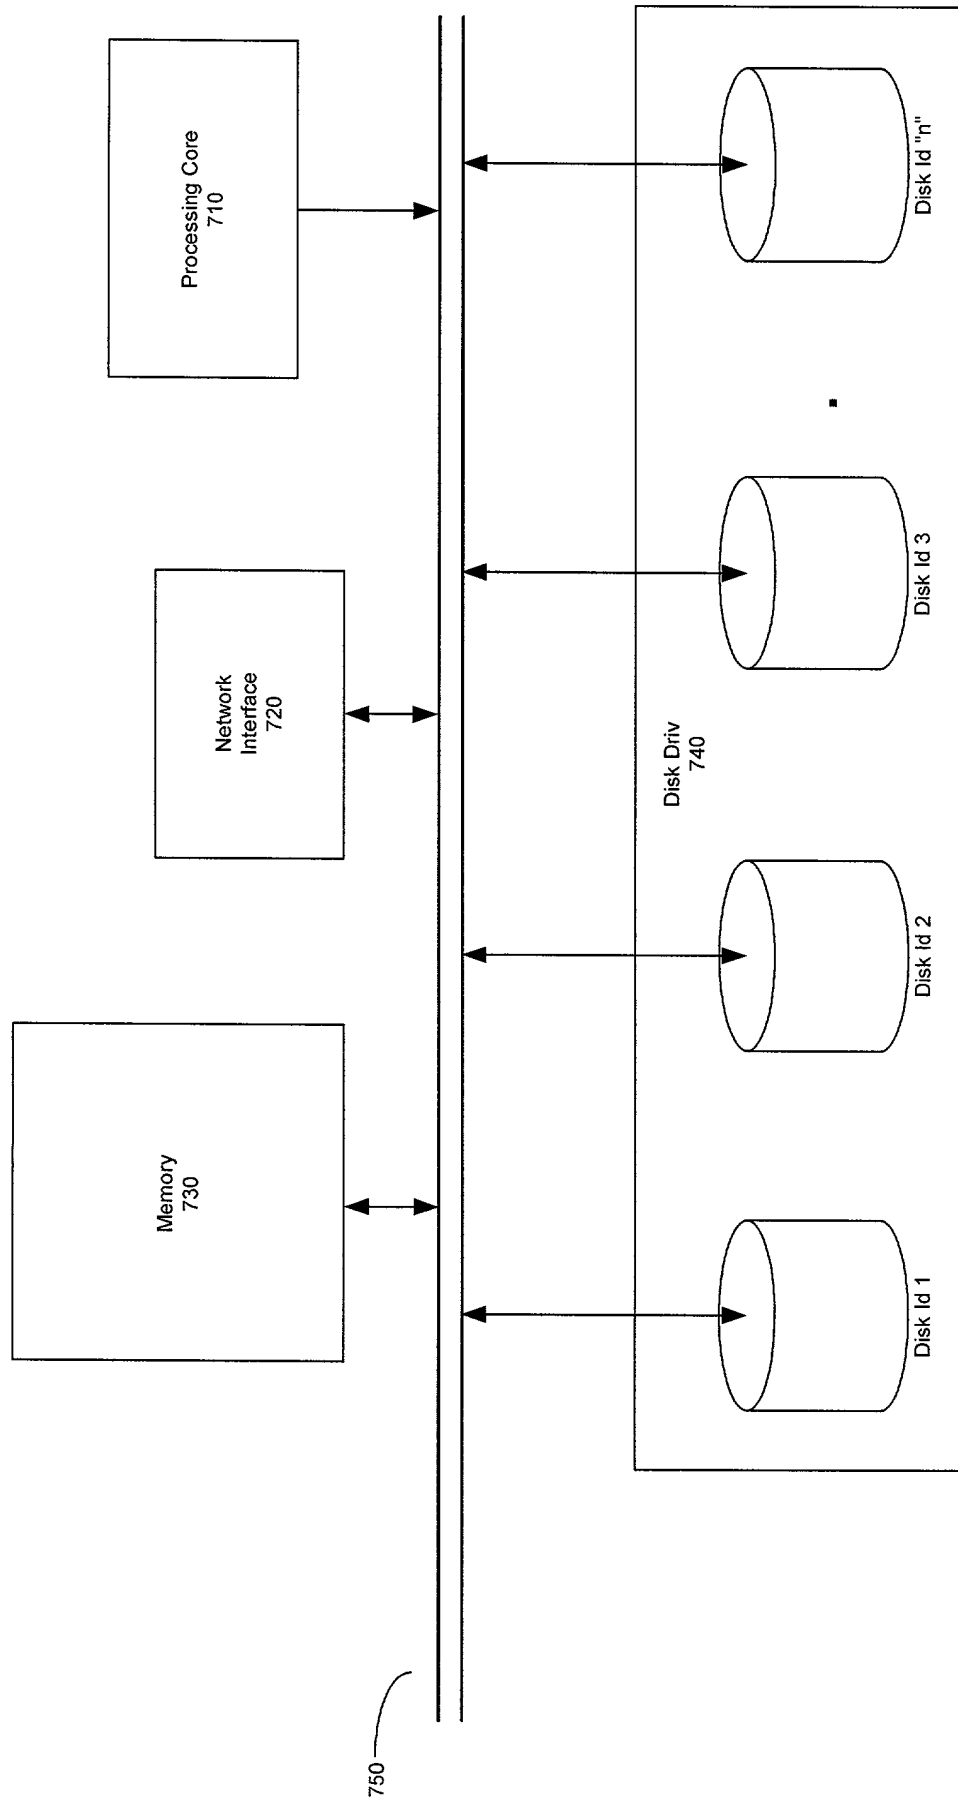 Processing Core
710
Network
Interface
720
Memory
730
750
Disk Driv
740
Disk Id 1
Disk Id 2
Disk Id 3
Disk Id "n"